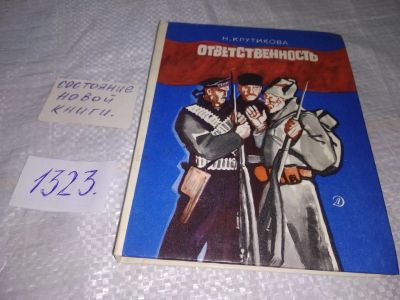 Н. КРУТИКОВА
ОТВЕТСТВЕННОСТЬ
состояние
новой
книги.
1323.